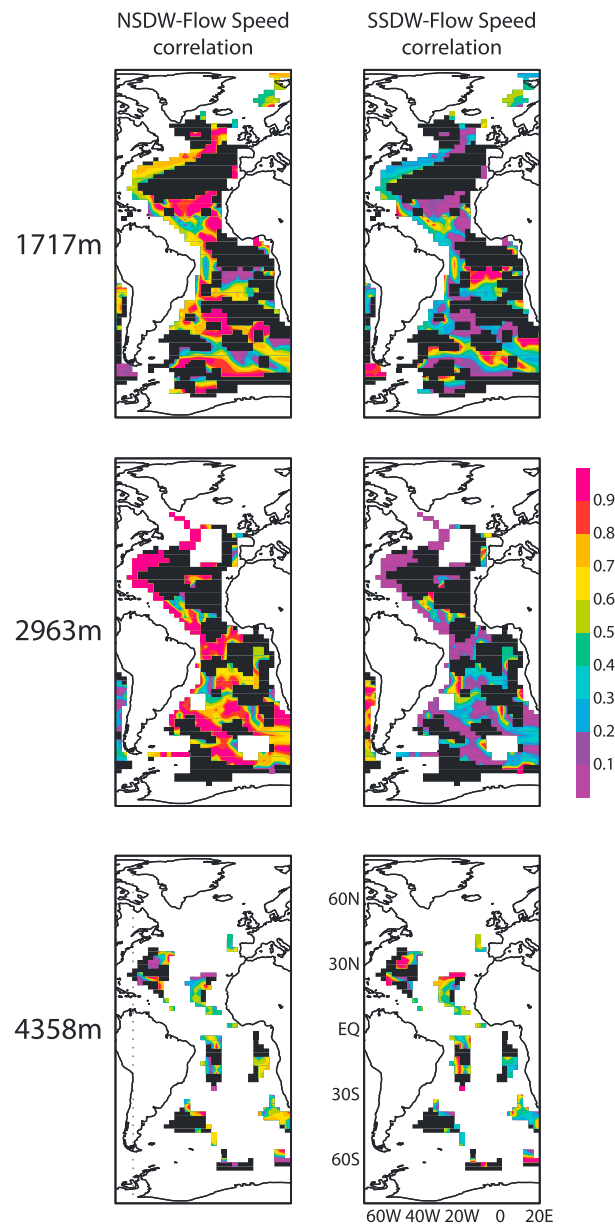 NSDW-Flow Speed
correlation
SSDW-Flow Speed
correlation
1717m
2963m
0.9
0.8
0.7
0.6
0.5
0.4
0.3
0.2
0.1
4358m
60N
30N
EQ
30S
60S
60W 40W 20W 0 20E